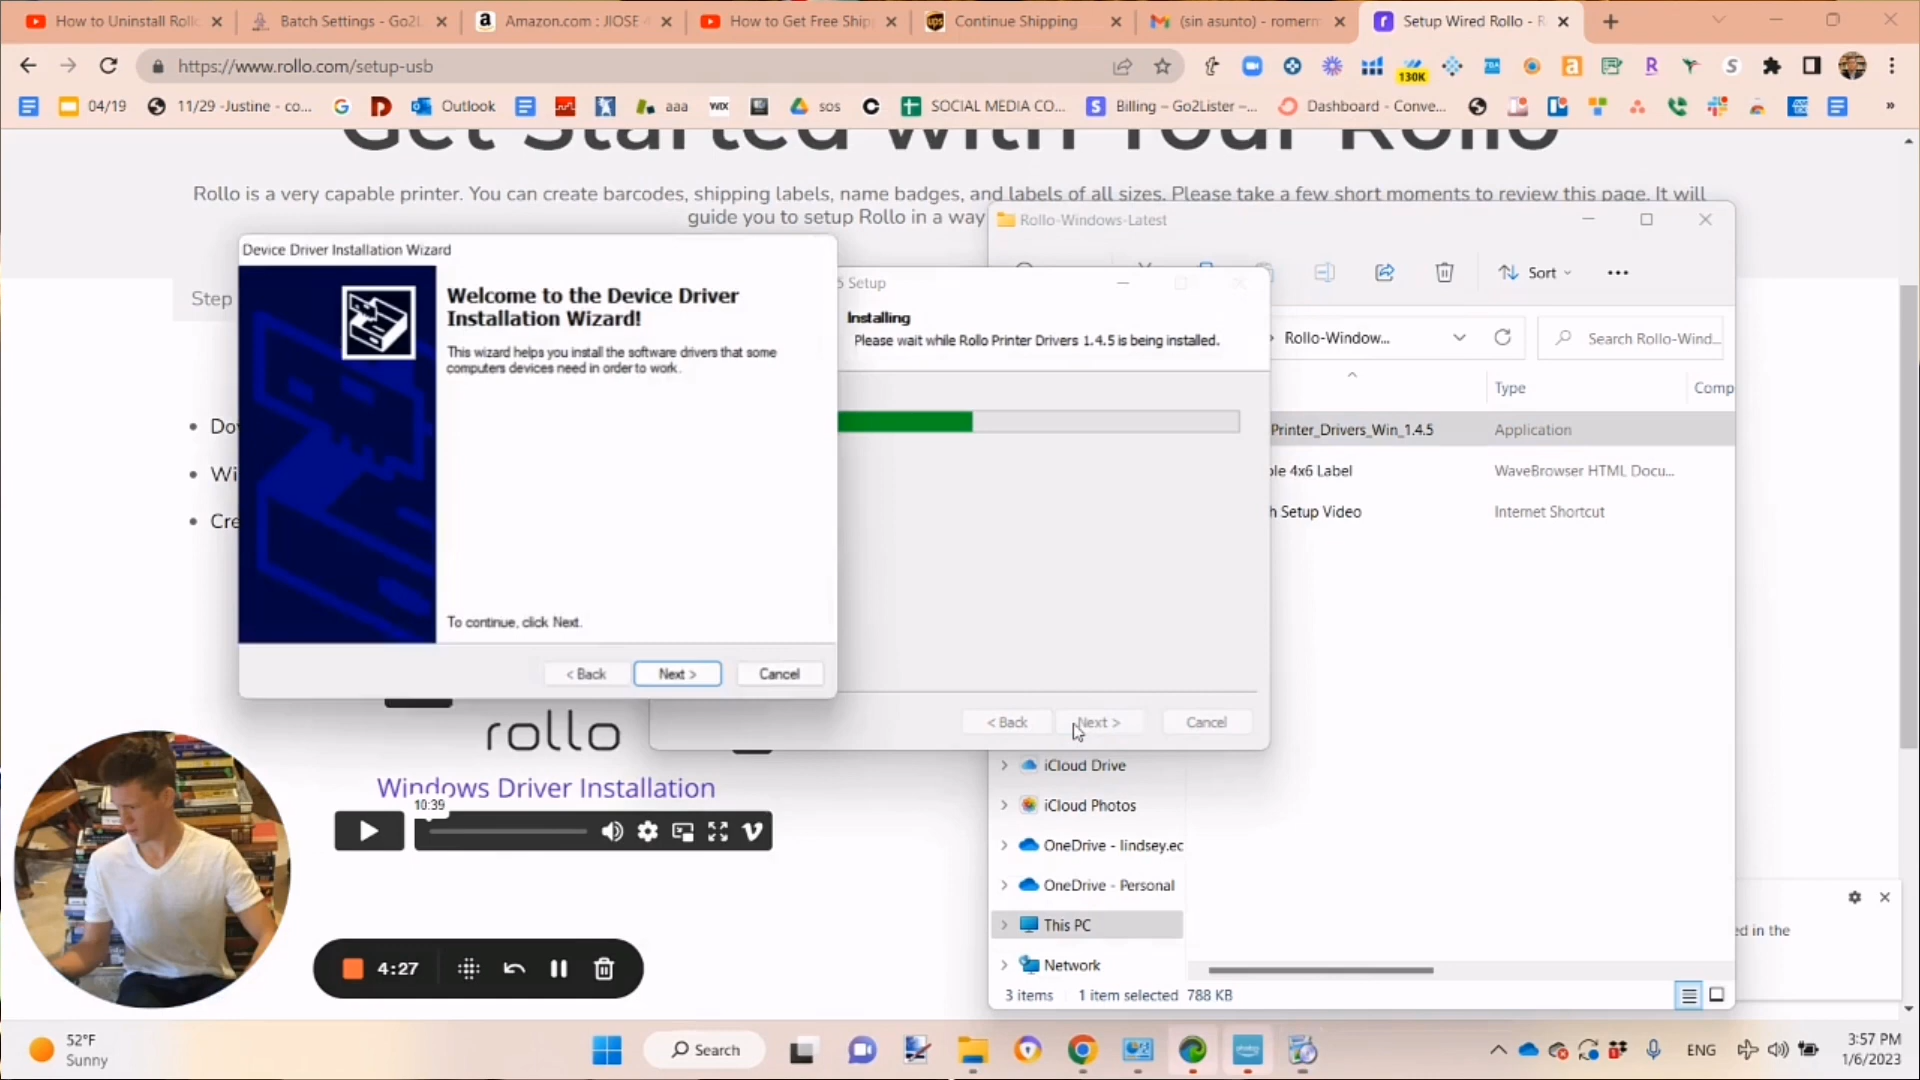 How to Uninstall Rollo
Batch Settings - Go2L
Amazon.com : JIOSE 4
How to Get Free Ship
Continue Shipping
(sin asunto) - romerm
Setup Wired Rollo - R
https://www.rollo.com/setup-usb
130K
04/19
11/29 -Justine - co...
Outlook
aaa
WIX
sos
SOCIAL MEDIA CO...
Billing – Go2Lister –...
Dashboard - Conve...
Get Started with Your Rollo
Rollo is a very capable printer. You can create barcodes, shipping labels, name badges, and labels of all sizes. Please take a few short moments to review this page. It will
guide you to setup Rollo in a way
Step
Rollo-Windows-Latest
Sort
Rollo-Window...
Search Rollo-Wind...
Type
Comp
Printer_Drivers_Win_1.4.5
Application
ple 4x6 Label
WaveBrowser HTML Docu...
h Setup Video
Internet Shortcut
Device Driver Installation Wizard
Welcome to the Device Driver
Installation Wizard!
This wizard helps you install the software drivers that some
computers devices need in order to work.
To continue, click Next.
< Back
Next >
Cancel
5 Setup
Installing
Please wait while Rollo Printer Drivers 1.4.5 is being installed.
< Back
Next >
Cancel
Dov
Wi
Cre
rollo
Windows Driver Installation
10:39
4:27
iCloud Drive
iCloud Photos
OneDrive - lindsey.ec
OneDrive - Personal
This PC
Network
3 items
1 item selected 788 KB
ed in the
52°F
Sunny
Search
ENG
3:57 PM
1/6/2023